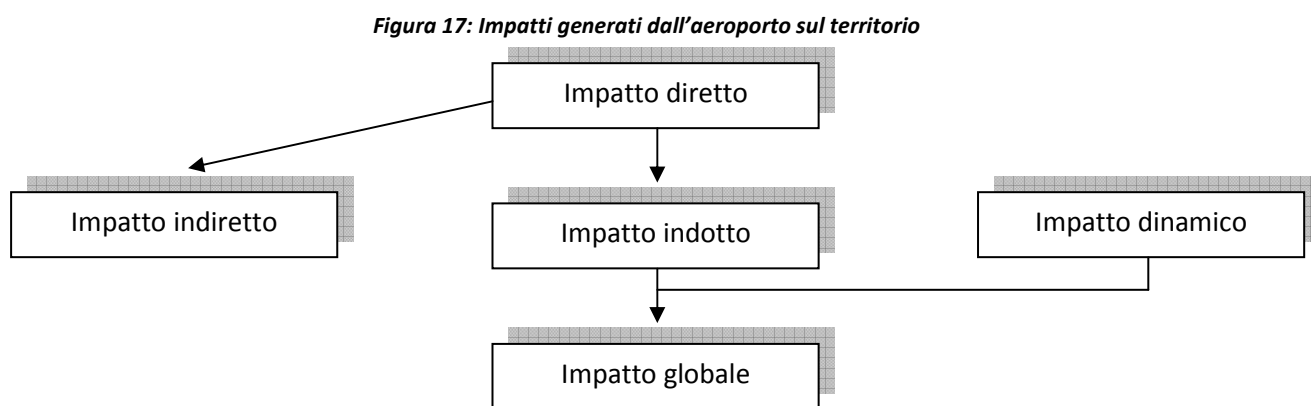 Figura 17: Impatti generati dall’aeroporto sul territorio
Impatto diretto
Impatto indiretto
Impatto indotto
Impatto dinamico
Impatto globale